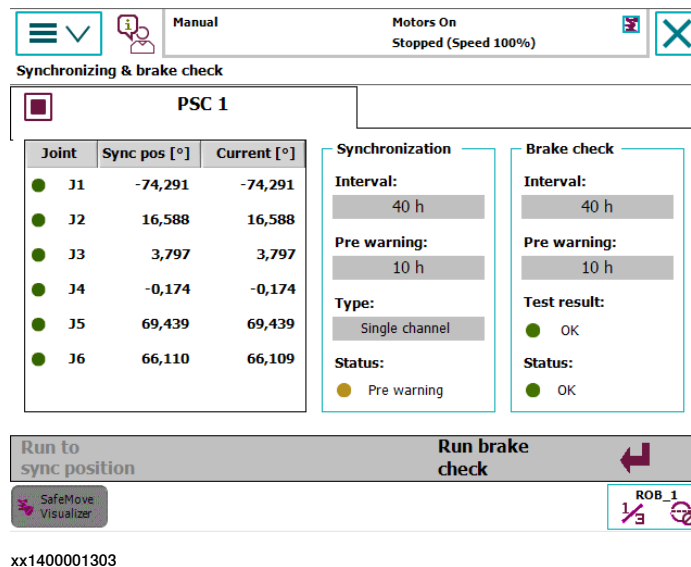 Manual
Motors On
Stopped (Speed 100%)
Synchronizing & brake check
PSC 1
Joint Sync pos [°] Current [°]
J1 -74,291 -74,291
J2 16,588 16,588
J3 3,797 3,797
J4 -0,174 -0,174
J5 69,439 69,439
J6 66,110 66,109
Synchronization
Interval:
40 h
Pre warning:
10 h
Type:
Single channel
Status:
Pre warning
Brake check
Interval:
40 h
Pre warning:
10 h
Test result:
OK
Status:
OK
Run to
sync position
Run brake
check
SafeMove
Visualizer
ROB_1
1/3
xx1400001303